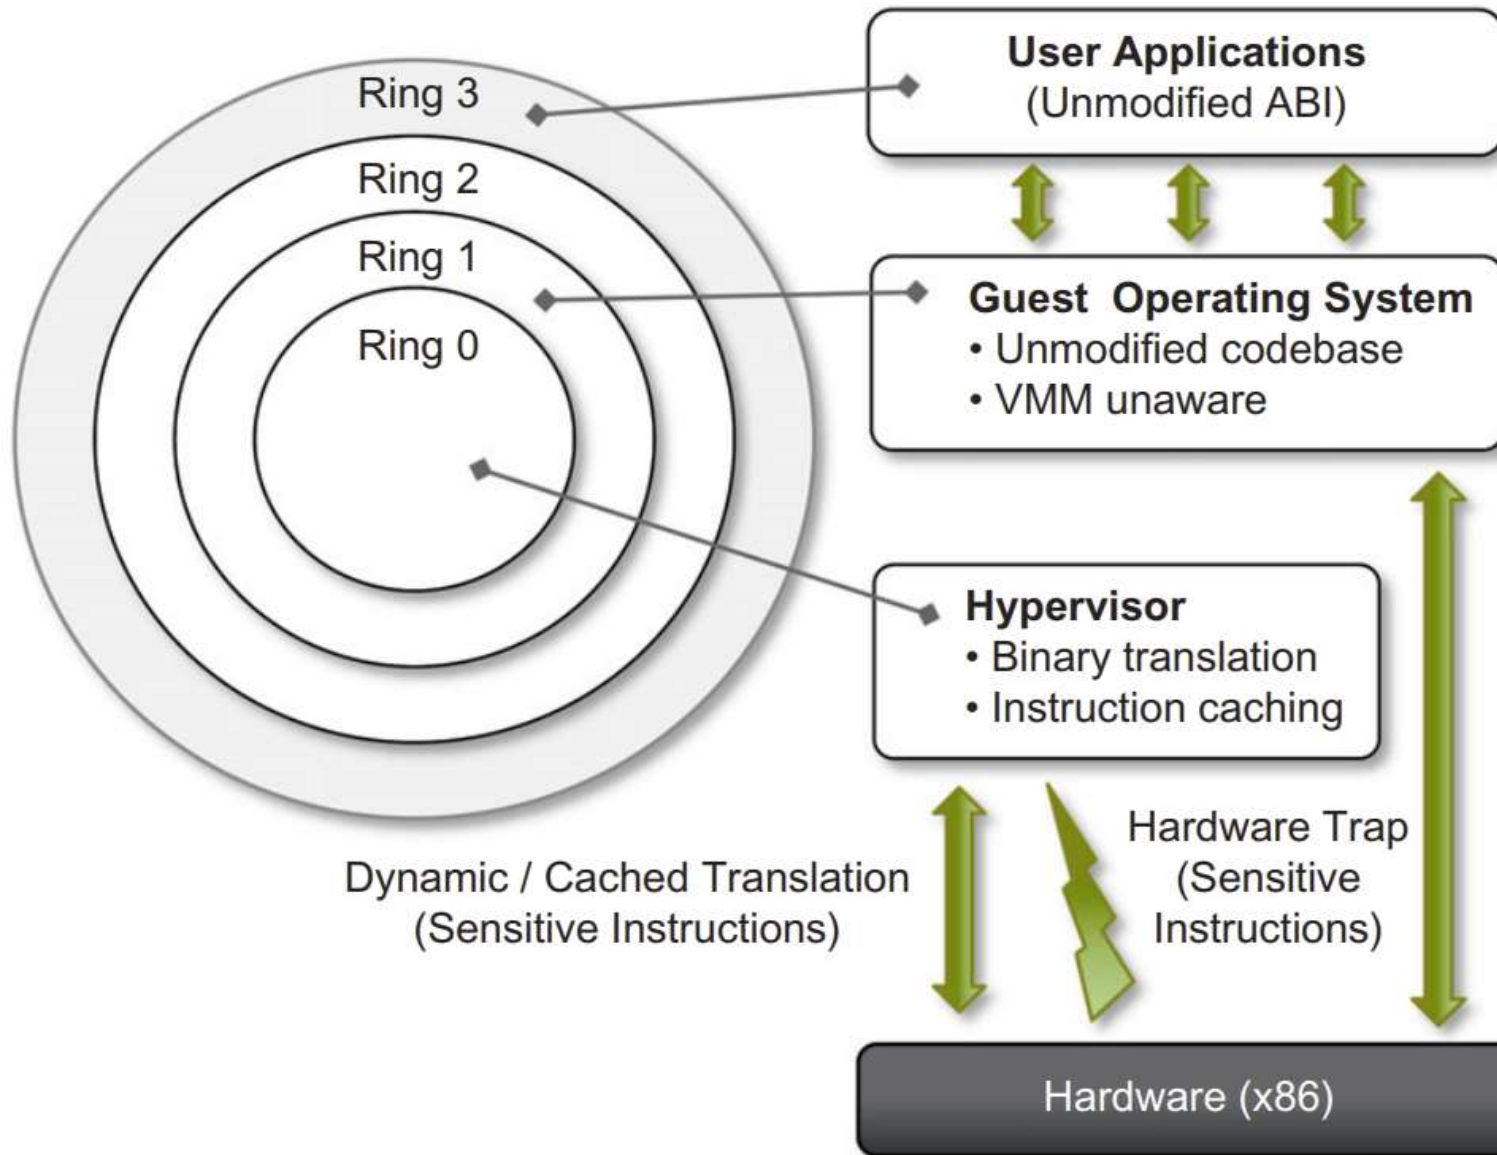 Ring 3
Ring 2
Ring 1
Ring 0
User Applications
(Unmodified ABI)
Guest Operating System
• Unmodified codebase
• VMM unaware
Hypervisor
• Binary translation
• Instruction caching
Dynamic / Cached Translation
(Sensitive Instructions)
Hardware Trap
(Sensitive
Instructions)
Hardware (x86)